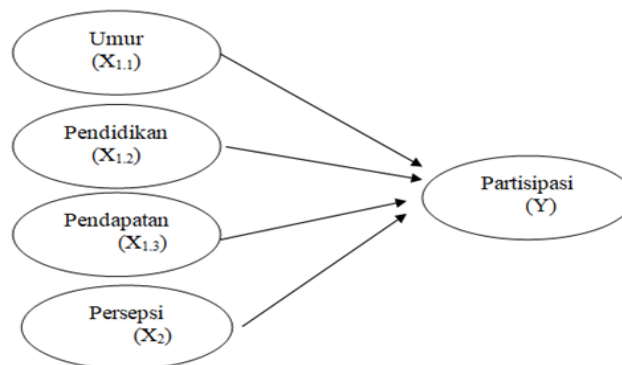 Umur
(X1.1)
Pendidikan
(X1.2)
Pendapatan
(X1.3)
Persepsi
(X2)
Partisipasi
(Y)